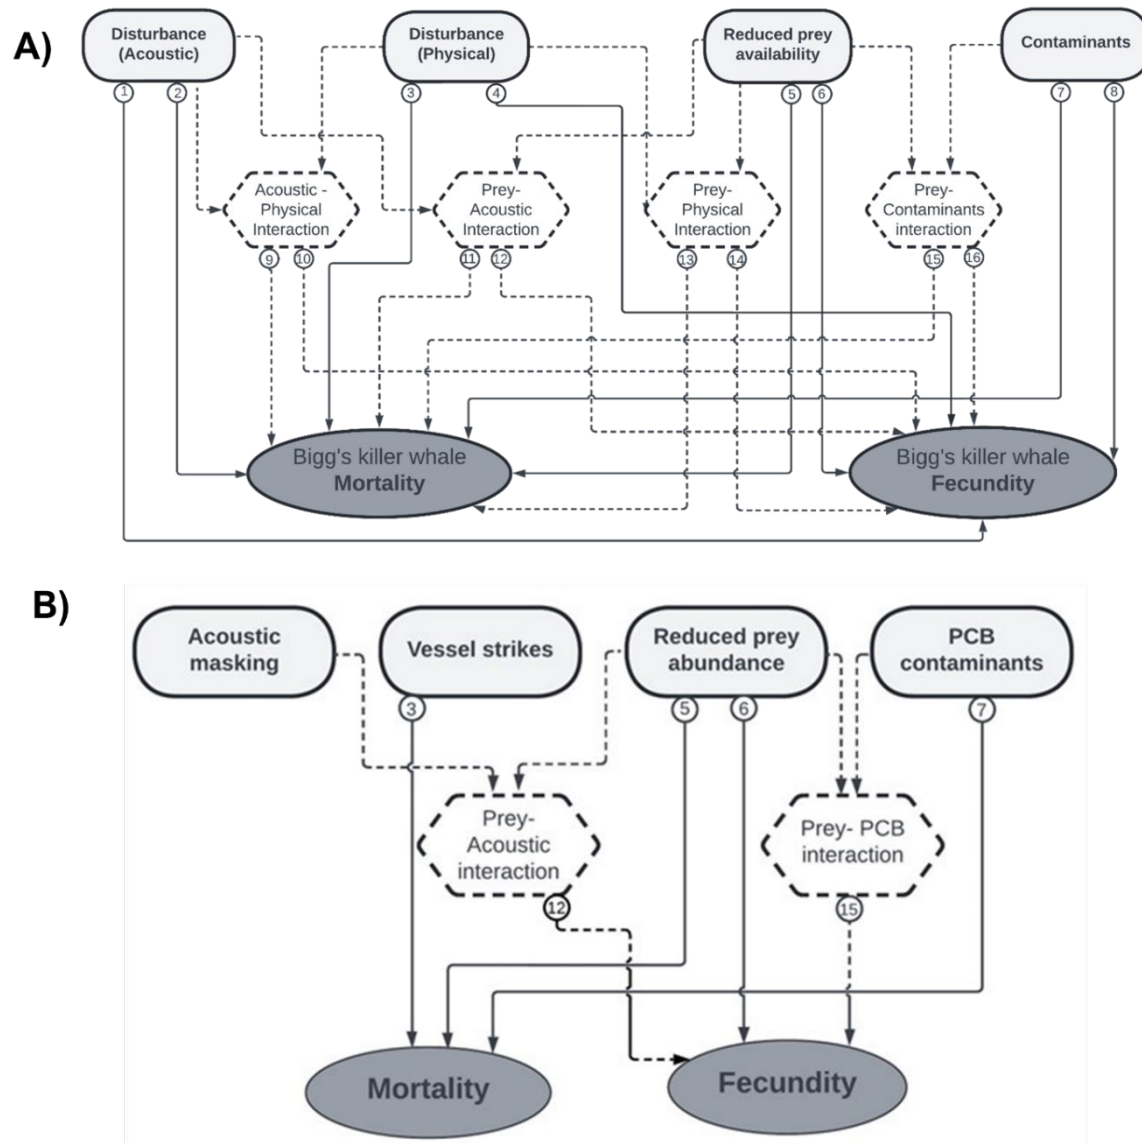 A)
Disturbance
(Acoustic)
Disturbance
(Physical)
Reduced prey
availability
Contaminants
1
2
3
4
5
6
7
8
Acoustic -
Physical
Interaction
Prey-
Acoustic
Interaction
Prey-
Physical
Interaction
Prey-
Contaminants
interaction
9
10
11
12
13
14
15
16
Bigg's killer whale
Mortality
Bigg's killer whale
Fecundity
B)
Acoustic
masking
Vessel strikes
Reduced prey
abundance
PCB
contaminants
3
5
6
7
Prey-
Acoustic
interaction
Prey- PCB
interaction
12
15
Mortality
Fecundity